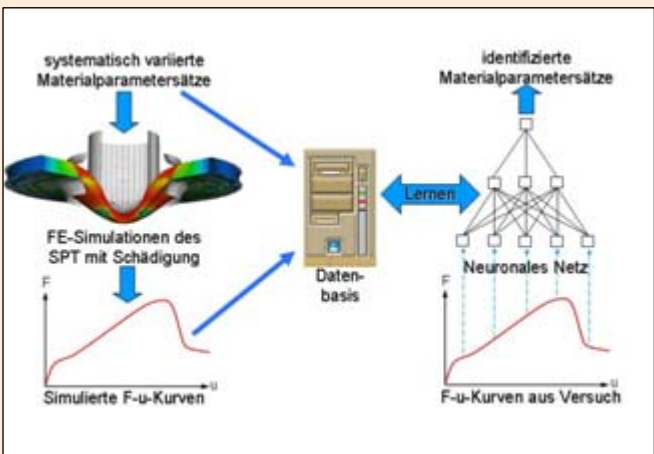 systematisch variierte
Materialparametersätze
FE-Simulationen des
SPT mit Schädigung
F
u
Simulierte F-u-Kurven
Daten-
basis
Lernen
identifizierte
Materialparametersätze
Neuronales Netz
F
u
F-u-Kurven aus Versuch